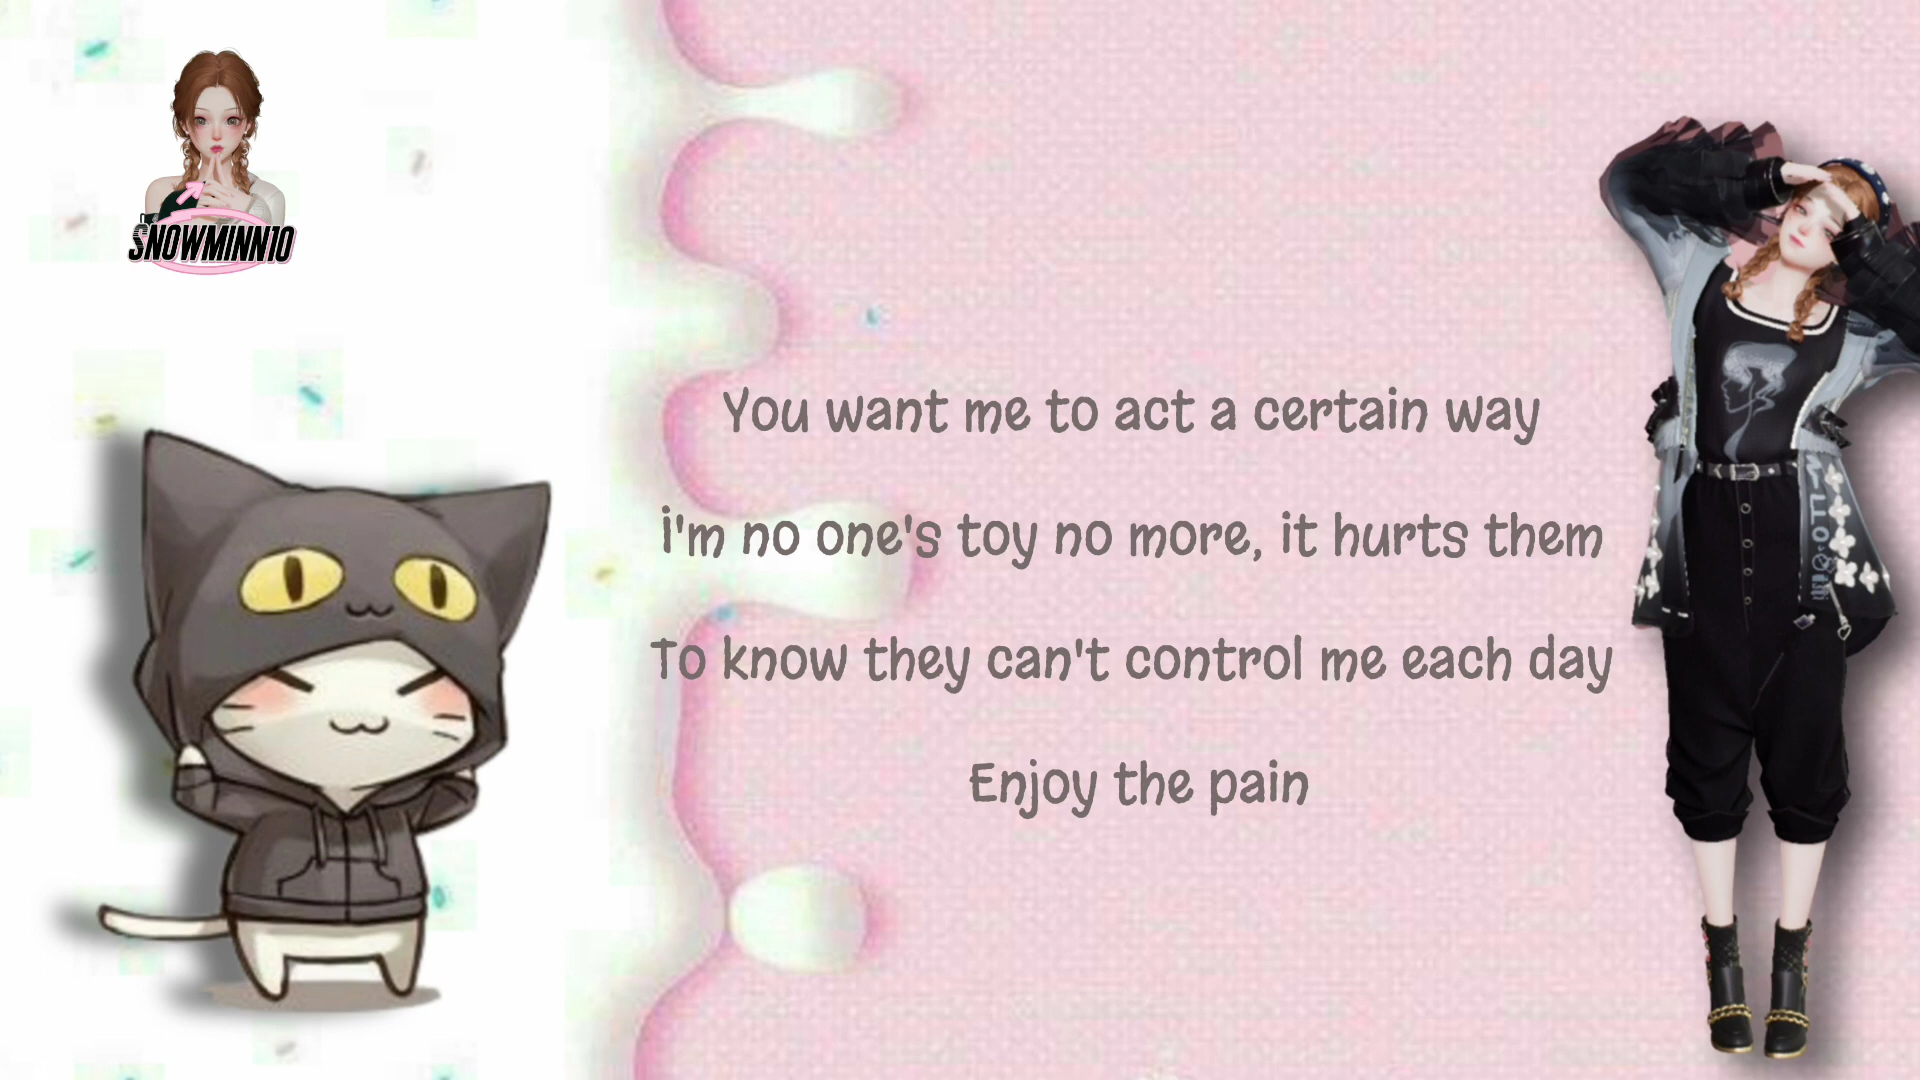 SNOWMINN10
You want me to act a certain way
I'm no one's toy no more, it hurts them
To know they can't control me each day
Enjoy the pain